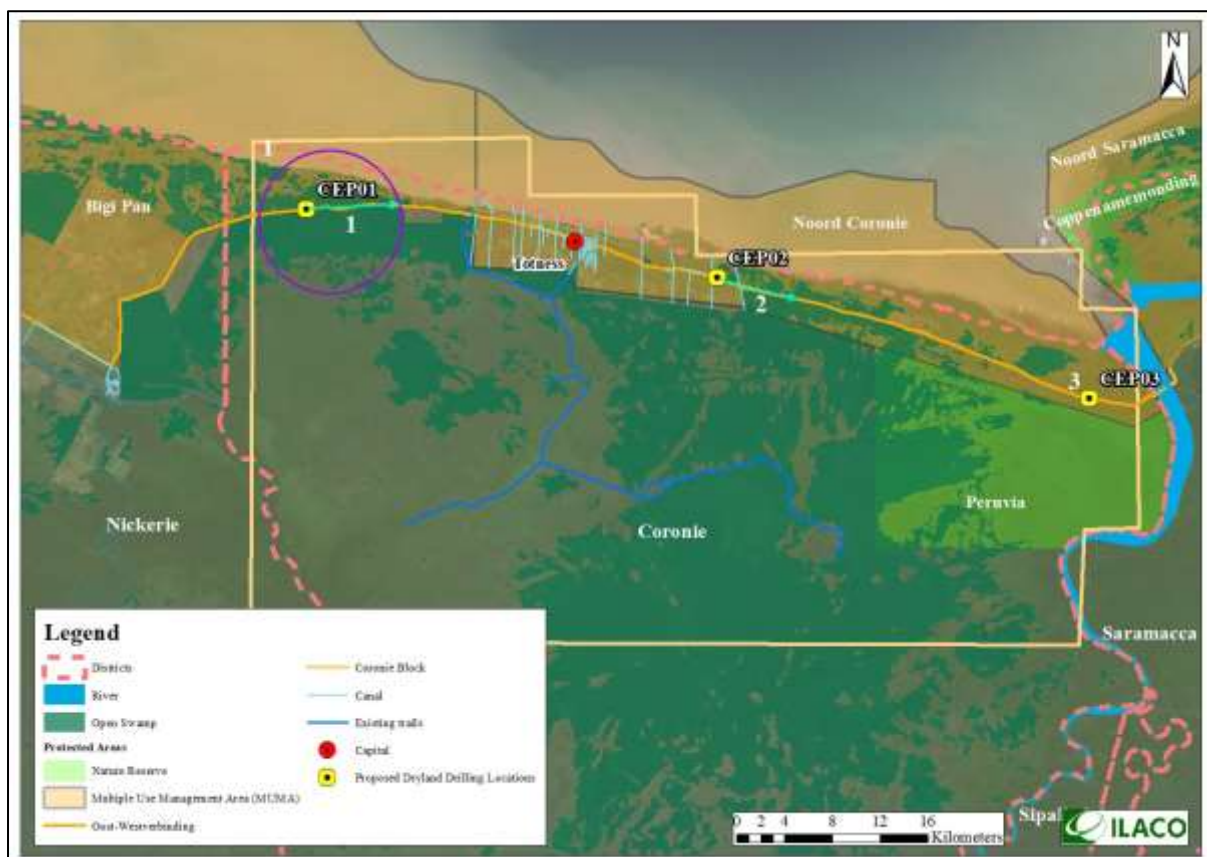 N
Noord Saramacca
Coppenamemonding
1
Bigi Pan
CEP01
1
Noord Coronie
Totness
CEP02
2
3
CEP03
Peruvia
Nickerie
Coronie
Saramacca
Legend
Districts
River
Open Swamp
Protected Areas
Nature Reserve
Multiple Use Management Area (MUMA)
Oost-Westverbinding
Coronie Block
Canal
Existing trails
Capital
Proposed Dryland Drilling Locations
0 2 4 8 12 16
Kilometers
ILACO